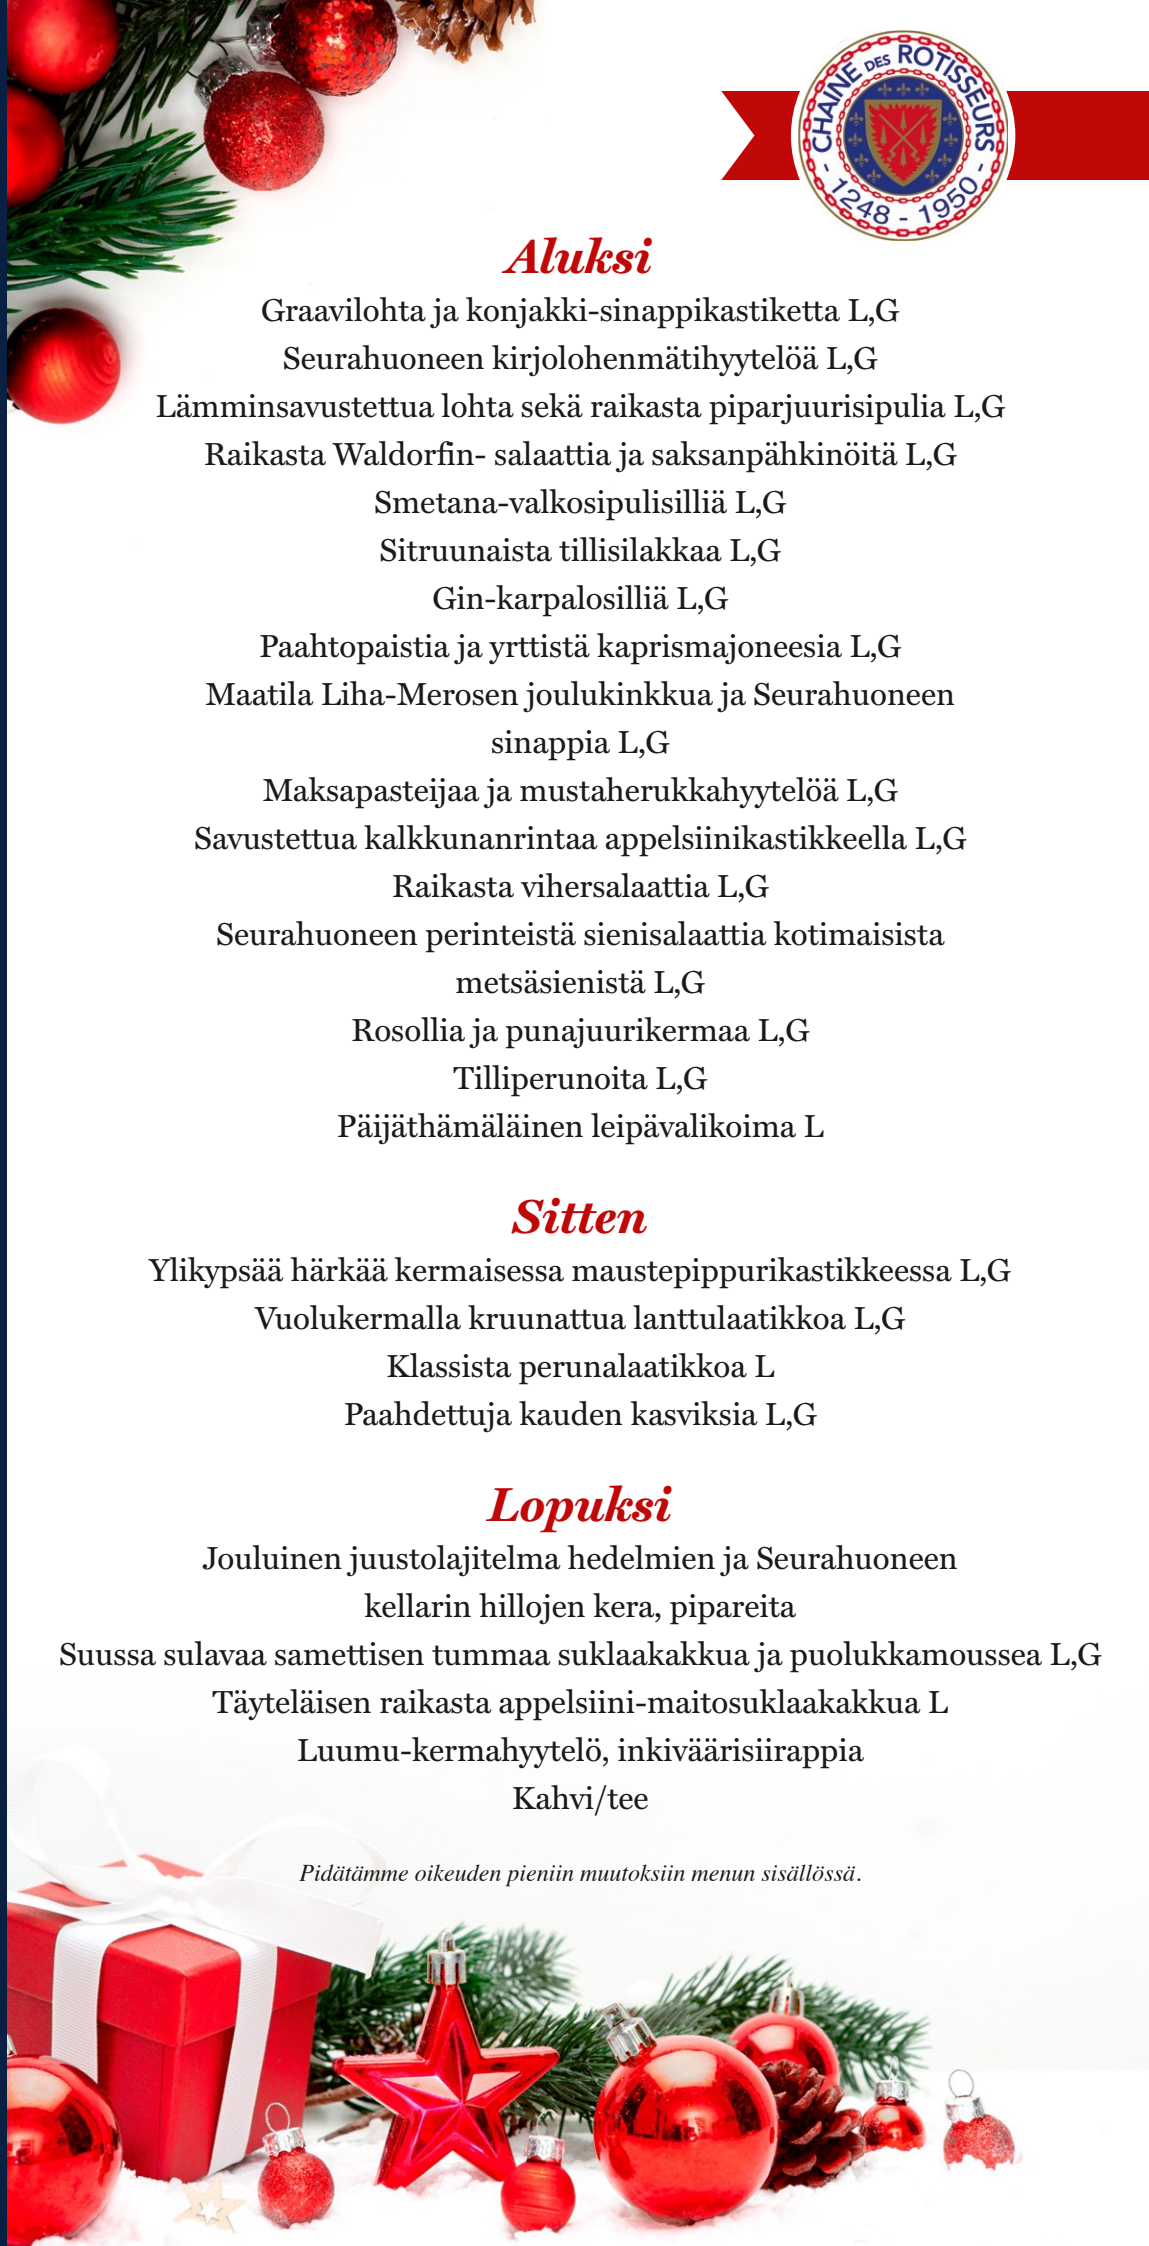 CHAINE DES ROTISSEURS
- 1248 - 1950 -
Aluksi
Graavilohta ja konjakki-sinappikastiketta L,G
Seurahuoneen kirjolohenmätihyytelöä L,G
Lämminsavustettua lohta sekä raikasta piparjuurisipulia L,G
Raikasta Waldorfin- salaattia ja saksanpähkinöitä L,G
Smetana-valkosipulisilliä L,G
Sitruunaista tillisilakkaa L,G
Gin-karpalosilliä L,G
Paahtopaistia ja yrttistä kaprismajoneesia L,G
Maatila Liha-Merosen joulukinkkua ja Seurahuoneen
sinappia L,G
Maksapasteijaa ja mustaherukkahyytelöä L,G
Savustettua kalkkunanrintaa appelsiinikastikkeella L,G
Raikasta vihersalaattia L,G
Seurahuoneen perinteistä sienisalaattia kotimaisista
metsäsienistä L,G
Rosollia ja punajuurikermaa L,G
Tilliperunoita L,G
Päijäthämäläinen leipävalikoima L
Sitten
Ylikypsää härkää kermaisessa maustepippurikastikkeessa L,G
Vuolukermalla kruunattua lanttulaatikkoa L,G
Klassista perunalaatikkoa L
Paahdettuja kauden kasviksia L,G
Lopuksi
Jouluinen juustolajitelma hedelmien ja Seurahuoneen
kellarin hillojen kera, pipareita
Suussa sulavaa samettisen tummaa suklaakakkua ja puolukkamoussea L,G
Täyteläisen raikasta appelsiini-maitosuklaakakkua L
Luumu-kermahyytelö, inkiväärisiirappia
Kahvi/tee
Pidätämme oikeuden pieniin muutoksiin menun sisällössä.